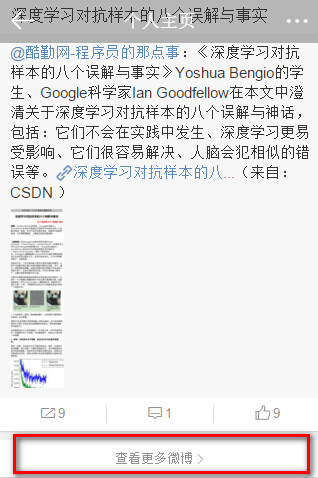 深度学习对抗样本的八个误解与事实
个人主页
@酷勤网-程序员的那点事：《深度学习对抗
样本的八个误解与事实》Yoshua Bengio的学
生、Google科学家Ian Goodfellow在本文中澄
清关于深度学习对抗样本的八个误解与神话，
包括：它们不会在实践中发生、深度学习更易
受影响、它们很容易解决、人脑会犯相似的错
误等。深度学习对抗样本的八...（来自：
CSDN ）
9
1
9
查看更多微博